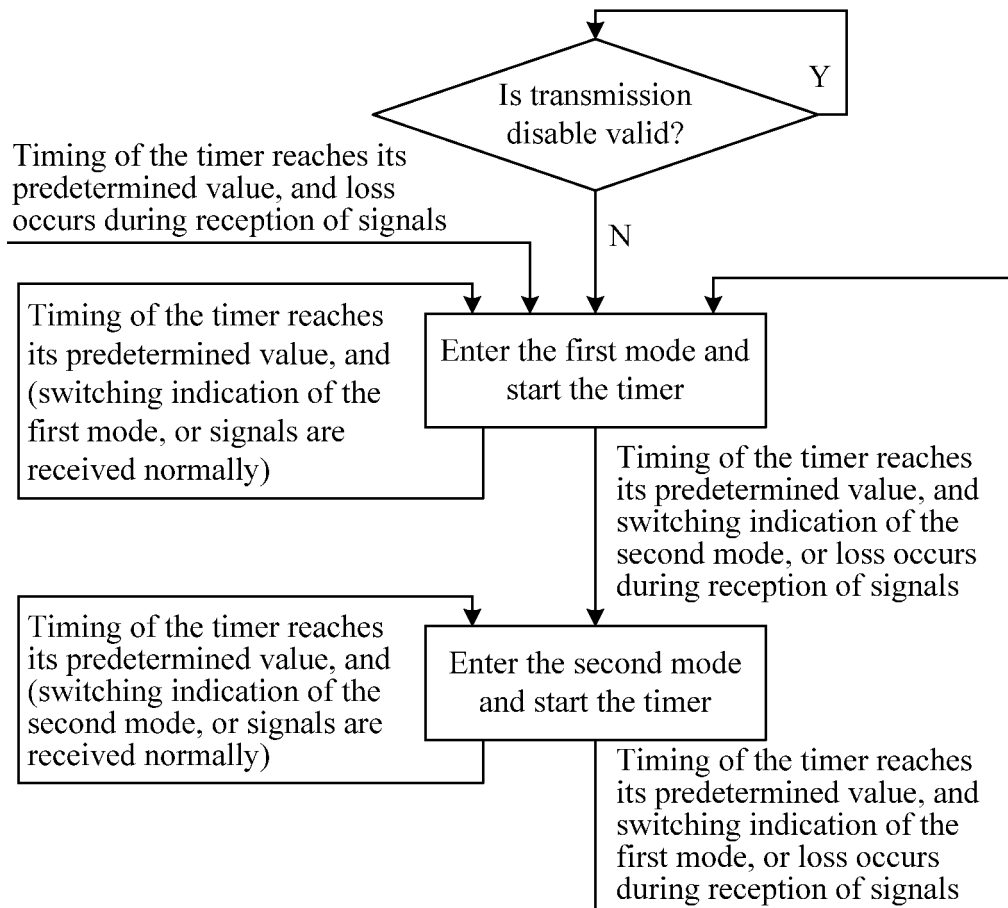 Is transmission
disable valid?
Y
Timing of the timer reaches its
predetermined value, and loss
occurs during reception of signals
N
Timing of the timer reaches
its predetermined value, and
(switching indication of the
first mode, or signals are
received normally)
Enter the first mode and
start the timer
Timing of the timer reaches
its predetermined value, and
switching indication of the
second mode, or loss occurs
during reception of signals
Timing of the timer reaches
its predetermined value, and
(switching indication of the
second mode, or signals are
received normally)
Enter the second mode
and start the timer
Timing of the timer reaches
its predetermined value, and
switching indication of the
first mode, or loss occurs
during reception of signals